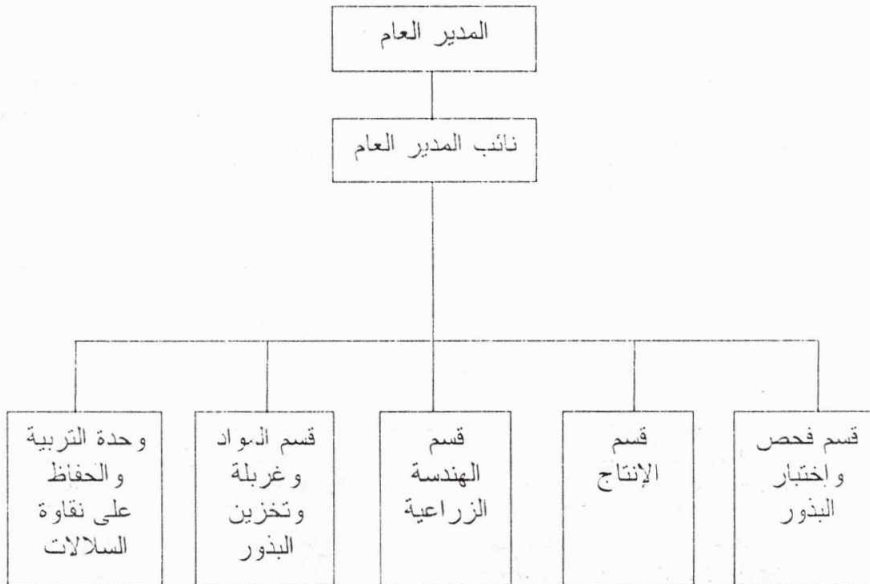 المدير العام
نائب المدير العام
قسم فحص
واختبار
البذور
قسم
الإنتاج
قسم
الهندسة
الزراعية
قسم المواد
وغربلة
وتخزين
البذور
وحدة التربية
والحفاظ
على نقاوة
السلالات